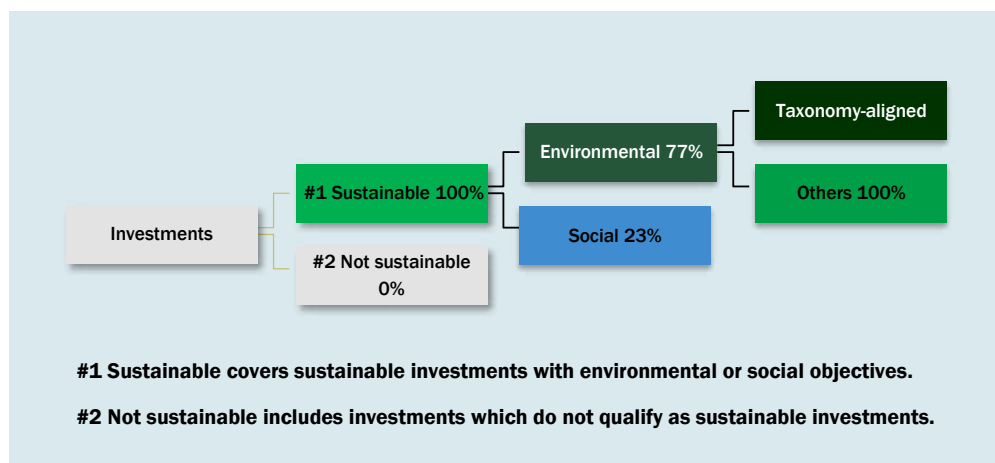 Taxonomy-aligned
Environmental 77%
#1 Sustainable 100%
Others 100%
Investments
Social 23%
#2 Not sustainable
0%
#1 Sustainable covers sustainable investments with environmental or social objectives.
#2 Not sustainable includes investments which do not qualify as sustainable investments.